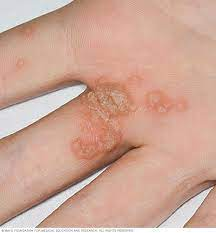 © MAYO FOUNDATION FOR MEDICAL EDUCATION AND RESEARCH. ALL RIGHTS RESERVED.